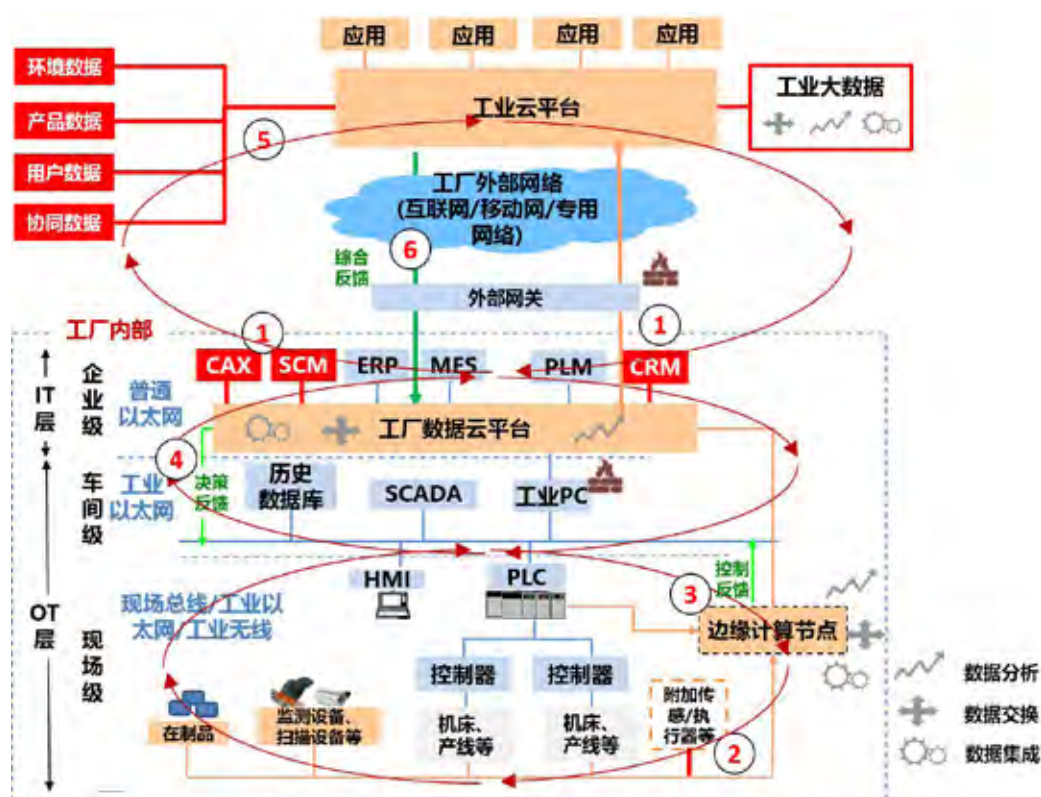 应用
应用
应用
应用
环境数据
产品数据
用户数据
协同数据
工业云平台
工业大数据
5
工厂外部网络
(互联网/移动网/专用
网络)
6
综合
反馈
外部网关
1
1
工厂内部
IT
层
企
业
级
普通
以太网
CAX
SCM
ERP
MES
PLM
CRM
工厂数据云平台
4
决策
反馈
车
间
级
工业
以太网
历史
数据库
SCADA
工业PC
OT
层
现
场
级
现场总线/工业以
太网/工业无线
HMI
PLC
3
控制
反馈
边缘计算节点
控制器
控制器
在制品
监测设备、
扫描设备等
机床、
产线等
机床、
产线等
附加传
感/执
行器等
2
数据分析
数据交换
数据集成